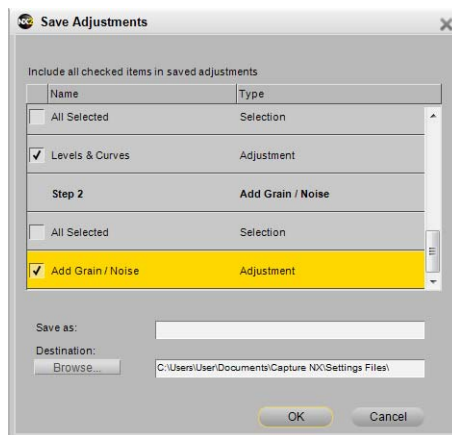 NX2 Save Adjustments
Include all checked items in saved adjustments
Name Type
All Selected Selection
Levels & Curves Adjustment
Step 2 Add Grain / Noise
All Selected Selection
Add Grain / Noise Adjustment
Save as:
Destination:
Browse... C:\Users\User\Documents\Capture NX\Settings Files\
OK Cancel